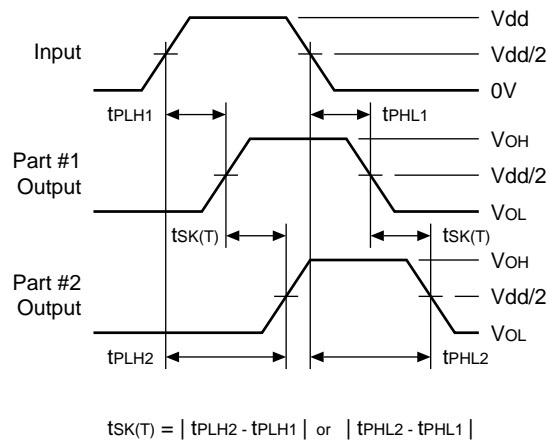 Vdd
Input
Vdd/2
0V
tPLH1
tPHL1
VOH
Part #1
Output
Vdd/2
VOL
tSK(T)
tSK(T)
VOH
Part #2
Output
Vdd/2
VOL
tPLH2
tPHL2
tSK(T) = | tPLH2 - tPLH1 | or | tPHL2 - tPHL1 |